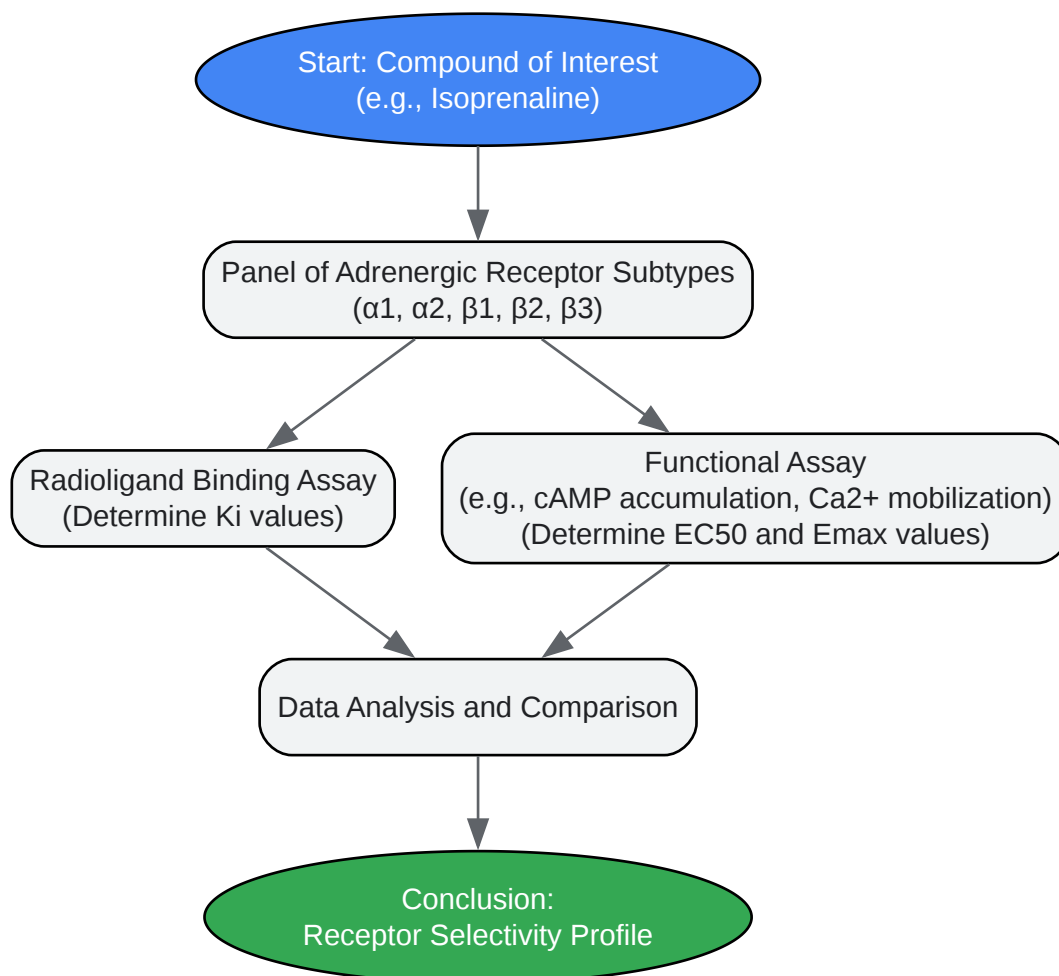 Start: Compound of Interest
(e.g., Isoprenaline)
Panel of Adrenergic Receptor Subtypes
(α1, α2, β1, β2, β3)
Radioligand Binding Assay
(Determine Ki values)
Functional Assay
(e.g., cAMP accumulation, Ca2+ mobilization)
(Determine EC50 and Emax values)
Data Analysis and Comparison
Conclusion:
Receptor Selectivity Profile